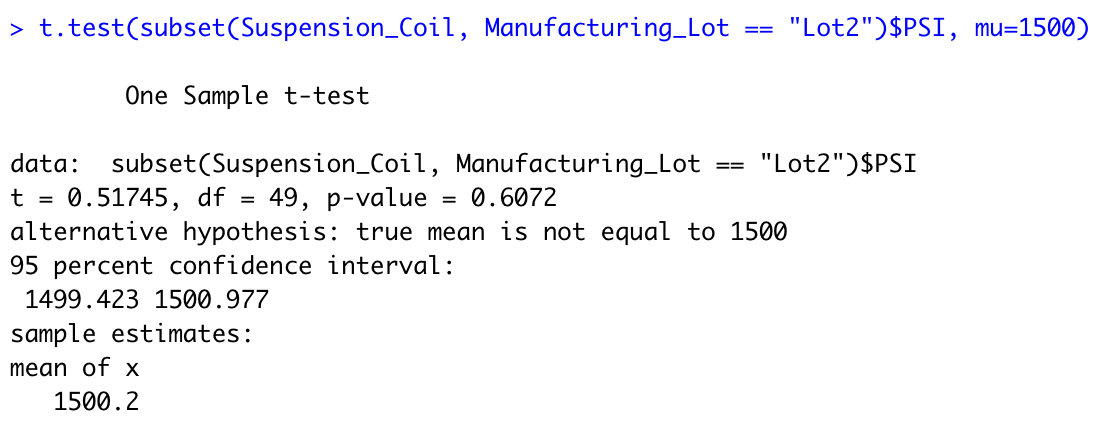 > t.test(subset(Suspension_Coil, Manufacturing_Lot == "Lot2")$PSI, mu=1500)
One Sample t-test
data:  subset(Suspension_Coil, Manufacturing_Lot == "Lot2")$PSI
t = 0.51745, df = 49, p-value = 0.6072
alternative hypothesis: true mean is not equal to 1500
95 percent confidence interval:
1499.423 1500.977
sample estimates:
mean of x
1500.2